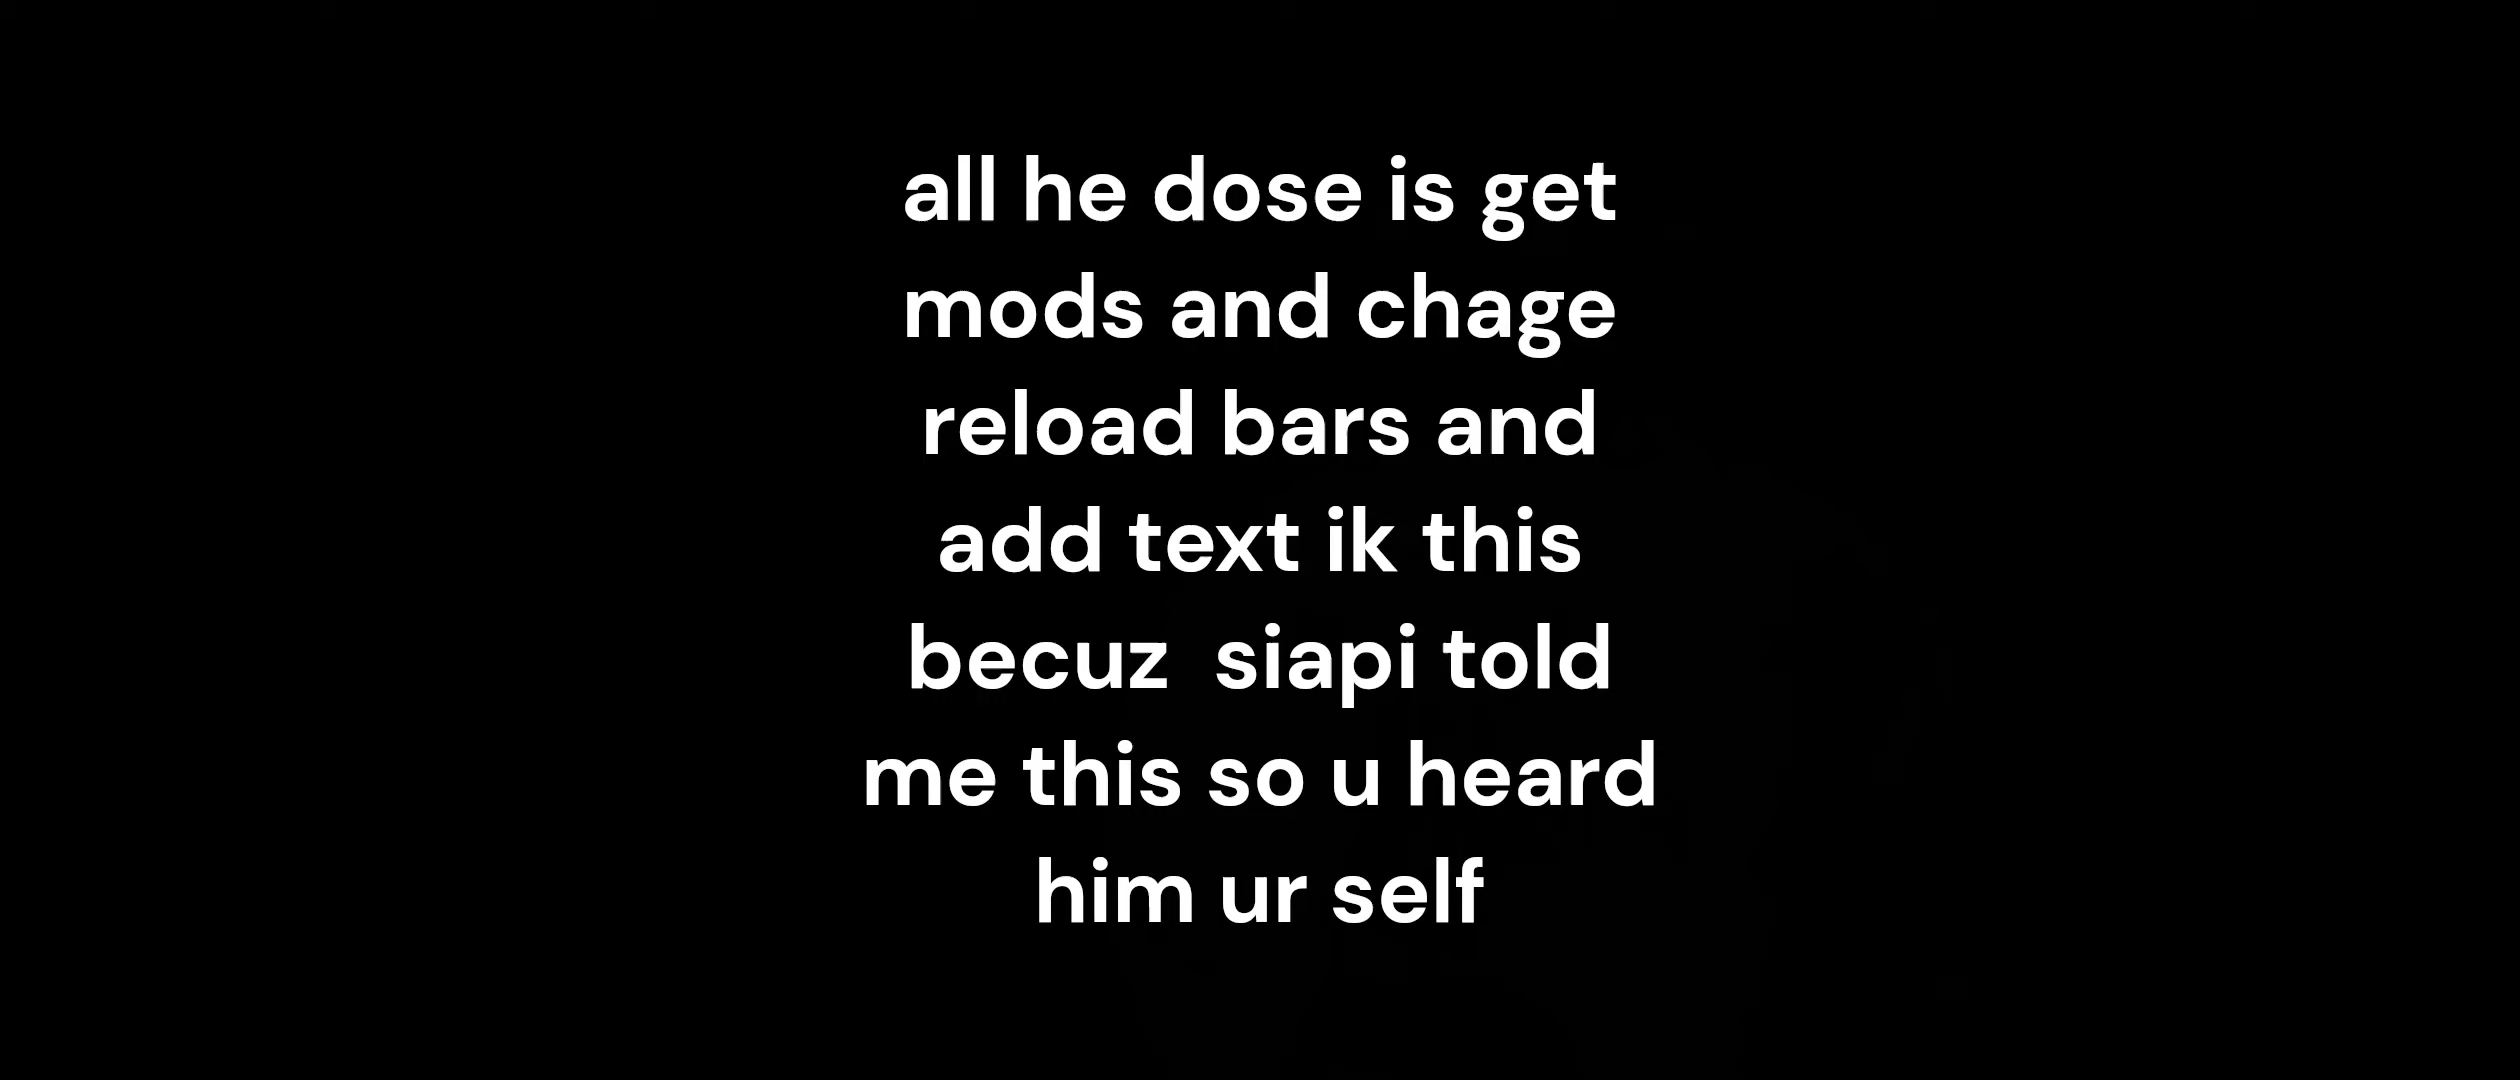 all he dose is get
mods and chage
reload bars and
add text ik this
becuz  siapi told
me this so u heard
him ur self